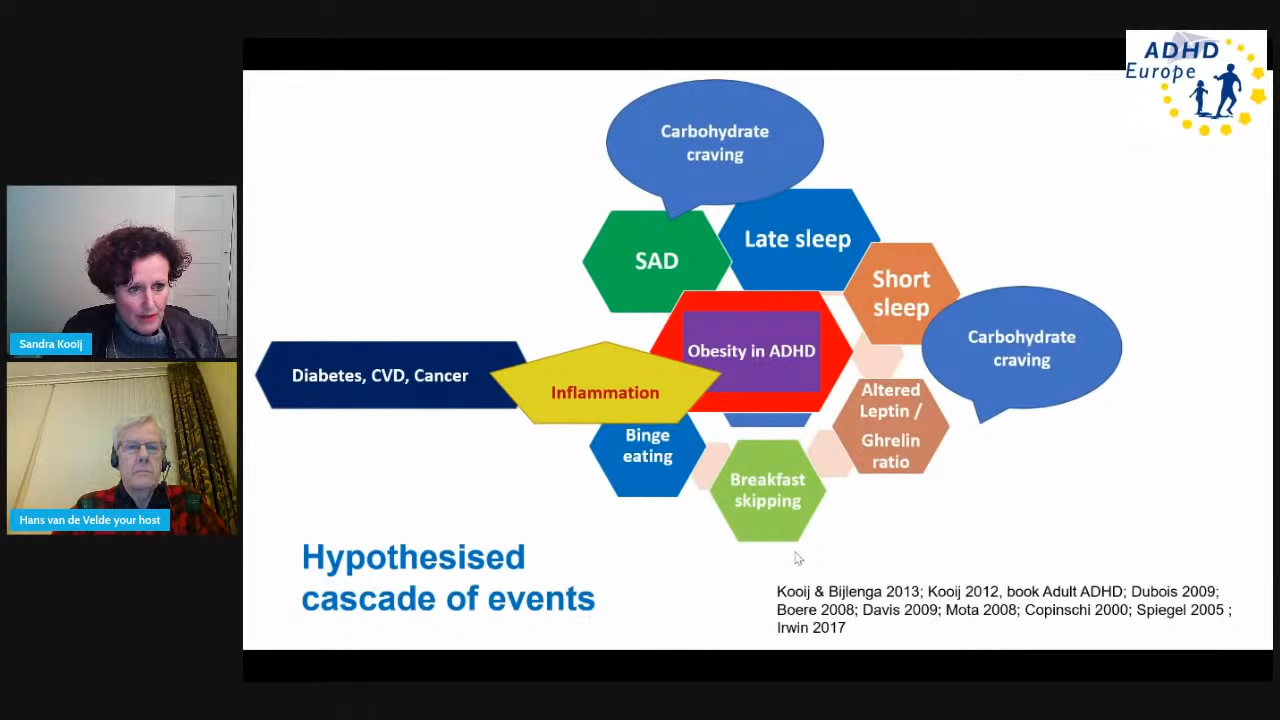 ADHD
Europe
Carbohydrate
craving
SAD
Late sleep
Short
sleep
Carbohydrate
craving
Obesity in ADHD
Diabetes, CVD, Cancer
Inflammation
Altered
Leptin /
Ghrelin
ratio
Binge
eating
Breakfast
skipping
Sandra Kooij
Hans van de Velde your host
Hypothesised
cascade of events
Kooij & Bijlenga 2013; Kooij 2012, book Adult ADHD; Dubois 2009;
Boere 2008; Davis 2009; Mota 2008; Copinschi 2000; Spiegel 2005 ;
Irwin 2017